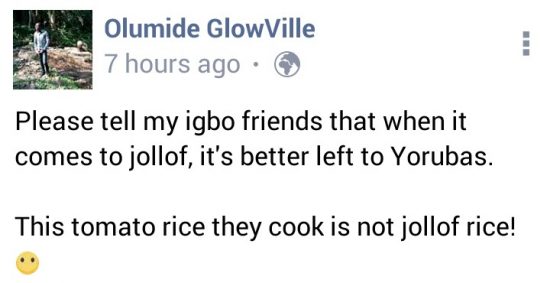 Olumide GlowVille
7 hours ago ·
Please tell my igbo friends that when it
comes to jollof, it's better left to Yorubas.
This tomato rice they cook is not jollof rice!
😶